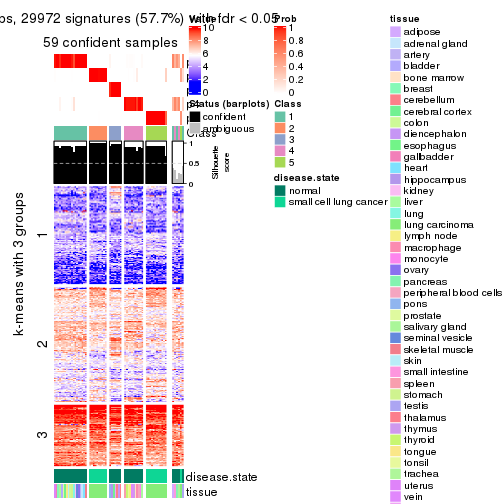 ps, 29972 signatures (57.7%) with fdr < 0.05
59 confident samples
k-means with 3 groups
1
2
3
Class
1
0.5
0
Silhouette
score
disease.state
tissue
Value
10
8
6
4
2
0
Status (barplots)
confident
ambiguous
Prob
1
0.8
0.6
0.4
0.2
0
Class
1
2
3
4
5
disease.state
normal
small cell lung cancer
tissue
adipose
adrenal gland
artery
bladder
bone marrow
breast
cerebellum
cerebral cortex
colon
diencephalon
esophagus
gallbadder
heart
hippocampus
kidney
liver
lung
lung carcinoma
lymph node
macrophage
monocyte
ovary
pancreas
peripheral blood cells
pons
prostate
salivary gland
seminal vesicle
skeletal muscle
skin
small intestine
spleen
stomach
testis
thalamus
thymus
thyroid
tongue
tonsil
trachea
uterus
vein